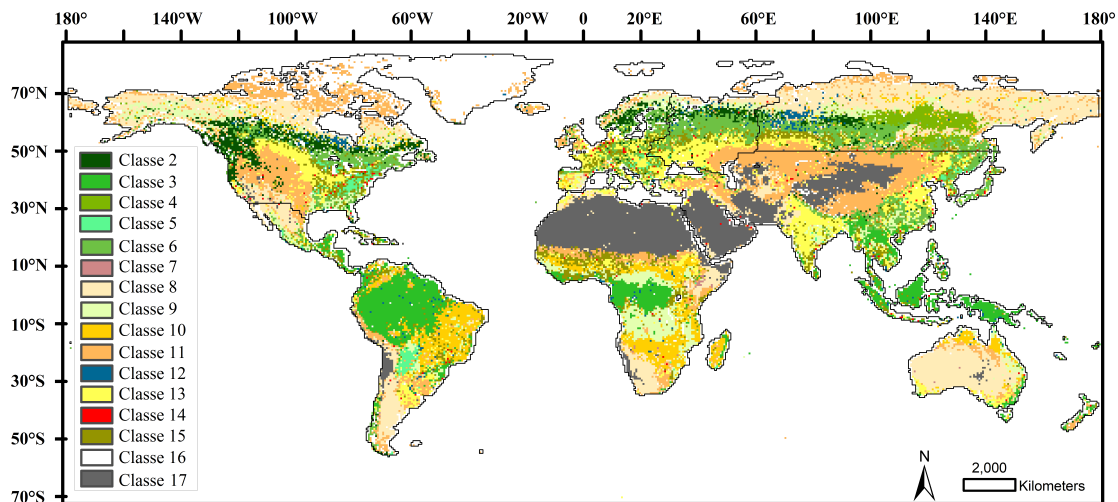 180° 140°W 100°W 60°W 20°W 0 20°E 60°E 100°E 140°E 180°
70°N
50°N
30°N
10°N
10°S
30°S
50°S
70°S
Classe 2
Classe 3
Classe 4
Classe 5
Classe 6
Classe 7
Classe 8
Classe 9
Classe 10
Classe 11
Classe 12
Classe 13
Classe 14
Classe 15
Classe 16
Classe 17
N
2,000
Kilometers